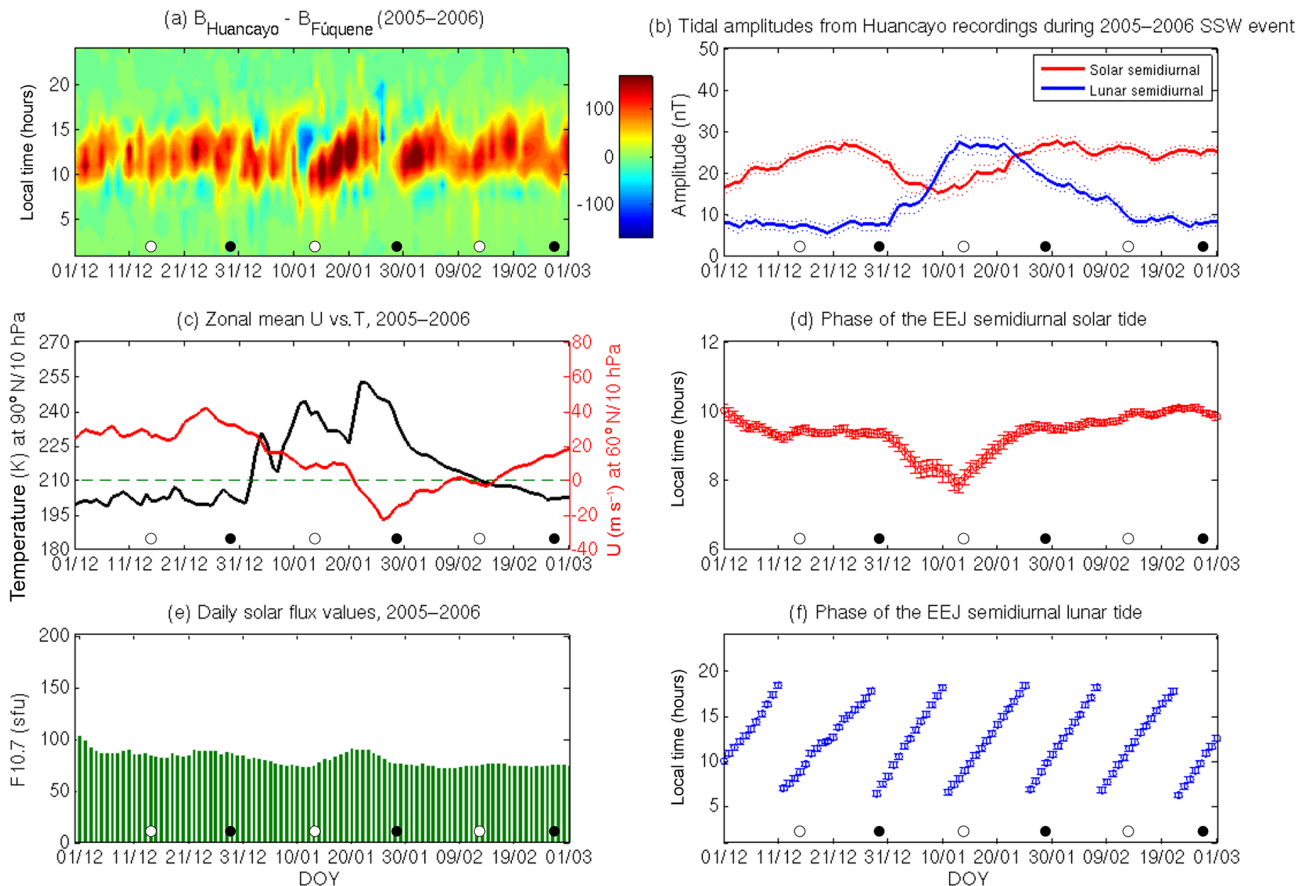 (a) B Huancayo - B Fúquene (2005–2006)
Local time (hours)
20
15
10
5
01/12 11/12 21/12 31/12 10/01 20/01 30/01 09/02 19/02 01/03
100
0
-100
(b) Tidal amplitudes from Huancayo recordings during 2005–2006 SSW event
Amplitude (nT)
50
40
30
20
10
0
Solar semidiurnal
Lunar semidiurnal
01/12 11/12 21/12 31/12 10/01 20/01 30/01 09/02 19/02 01/03
(c) Zonal mean U vs.T, 2005–2006
Temperature (K) at 90° N/10 hPa
270
255
240
225
210
195
180
80
60
40
20
0
-20
-40
U (m s⁻¹) at 60° N/10 hPa
01/12 11/12 21/12 31/12 10/01 20/01 30/01 09/02 19/02 01/03
(d) Phase of the EEJ semidiurnal solar tide
Local time (hours)
12
10
8
6
01/12 11/12 21/12 31/12 10/01 20/01 30/01 09/02 19/02 01/03
(e) Daily solar flux values, 2005–2006
F10.7 (sfu)
200
150
100
50
0
01/12 11/12 21/12 31/12 10/01 20/01 30/01 09/02 19/02 01/03
DOY
(f) Phase of the EEJ semidiurnal lunar tide
Local time (hours)
20
15
10
5
01/12 11/12 21/12 31/12 10/01 20/01 30/01 09/02 19/02 01/03
DOY